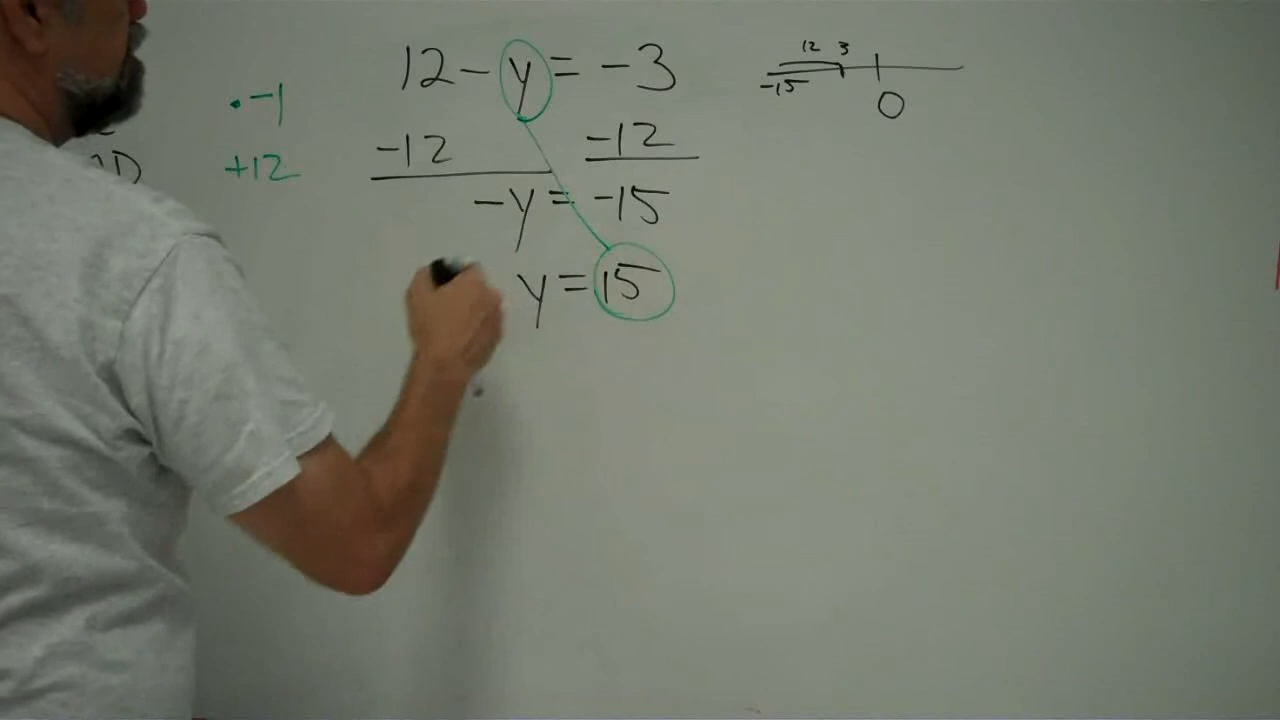 12 - y = -3
-12 -12
-y = -15
y = 15
· -1
+12
12 3
-15
0